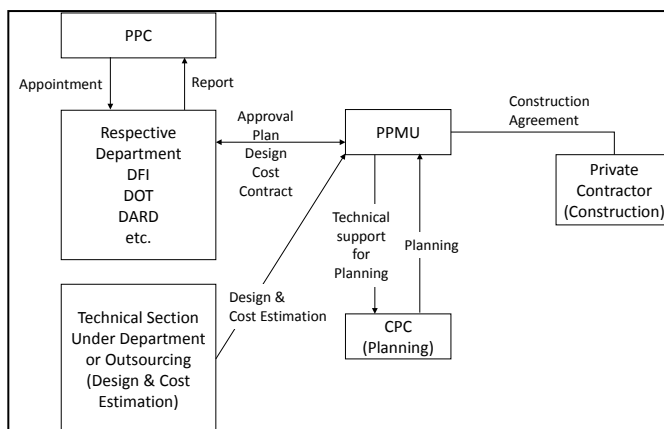 PPC
Appointment
Report
Respective
Department
DFI
DOT
DARD
etc.
Approval
Plan
Design
Cost
Contract
PPMU
Construction
Agreement
Private
Contractor
(Construction)
Technical
support
for
Planning
Planning
Design &
Cost Estimation
CPC
(Planning)
Technical Section
Under Department
or Outsourcing
(Design & Cost
Estimation)